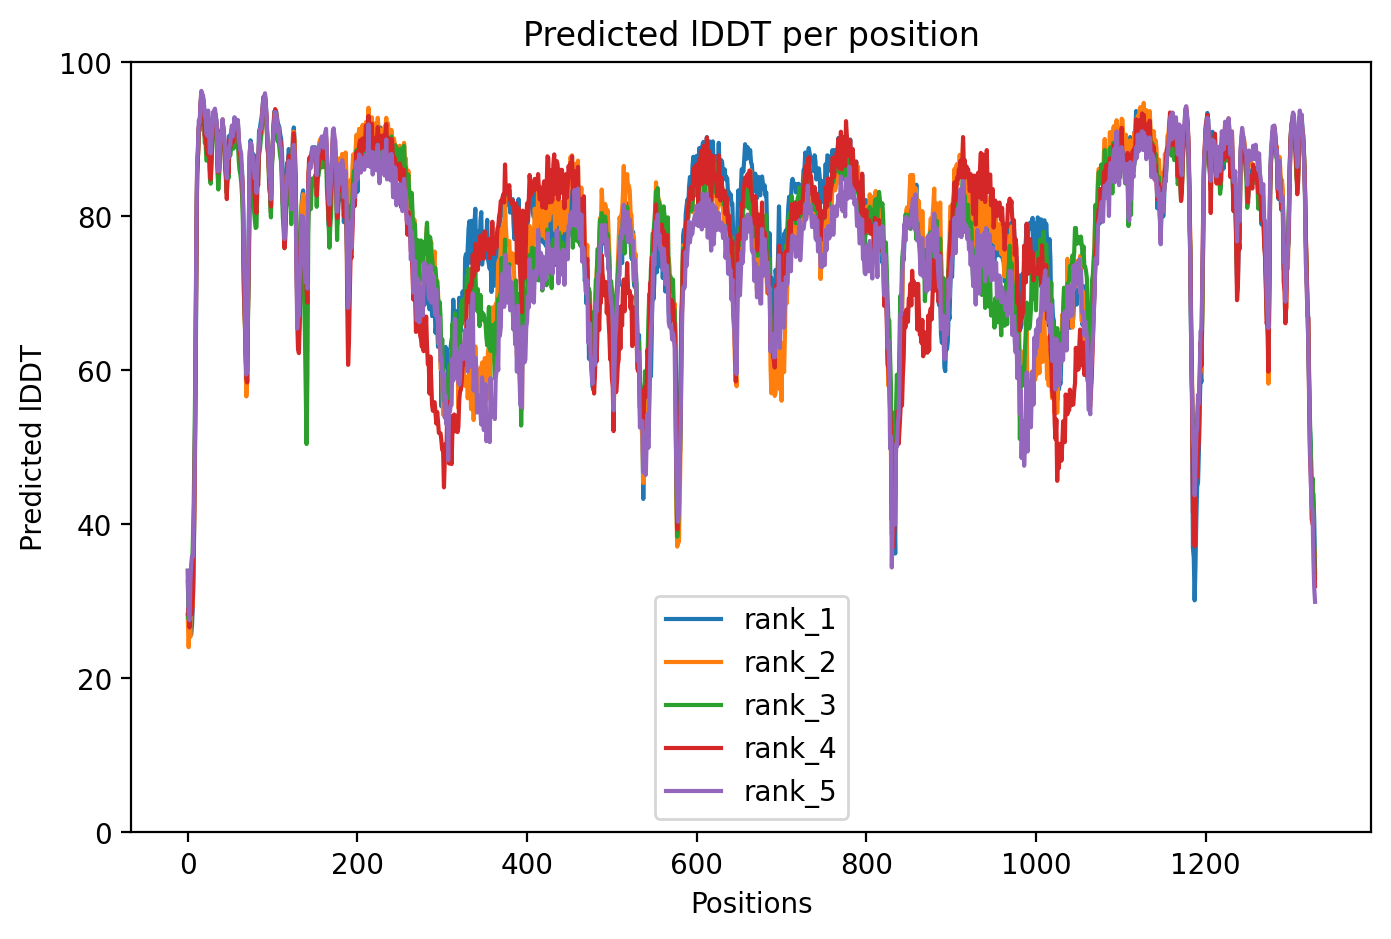 Predicted lDDT per position
100
80
60
40
20
0
Predicted lDDT
0 200 400 600 800 1000 1200
Positions
rank_1
rank_2
rank_3
rank_4
rank_5